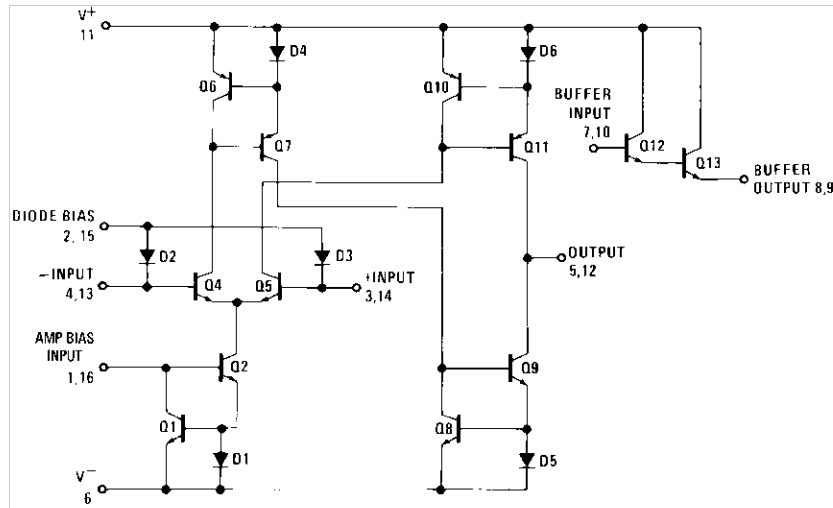 V+
11
D4
D6
Q6
Q10
BUFFER
INPUT
7,10
Q12
Q7
Q11
Q13
BUFFER
OUTPUT 8,9
DIODE BIAS
2, 15
D2
D3
OUTPUT
5,12
—INPUT
4,13
Q4
Q5
+INPUT
3,14
AMP BIAS
INPUT
1,16
Q2
Q9
Q1
Q8
D1
D5
V—
6